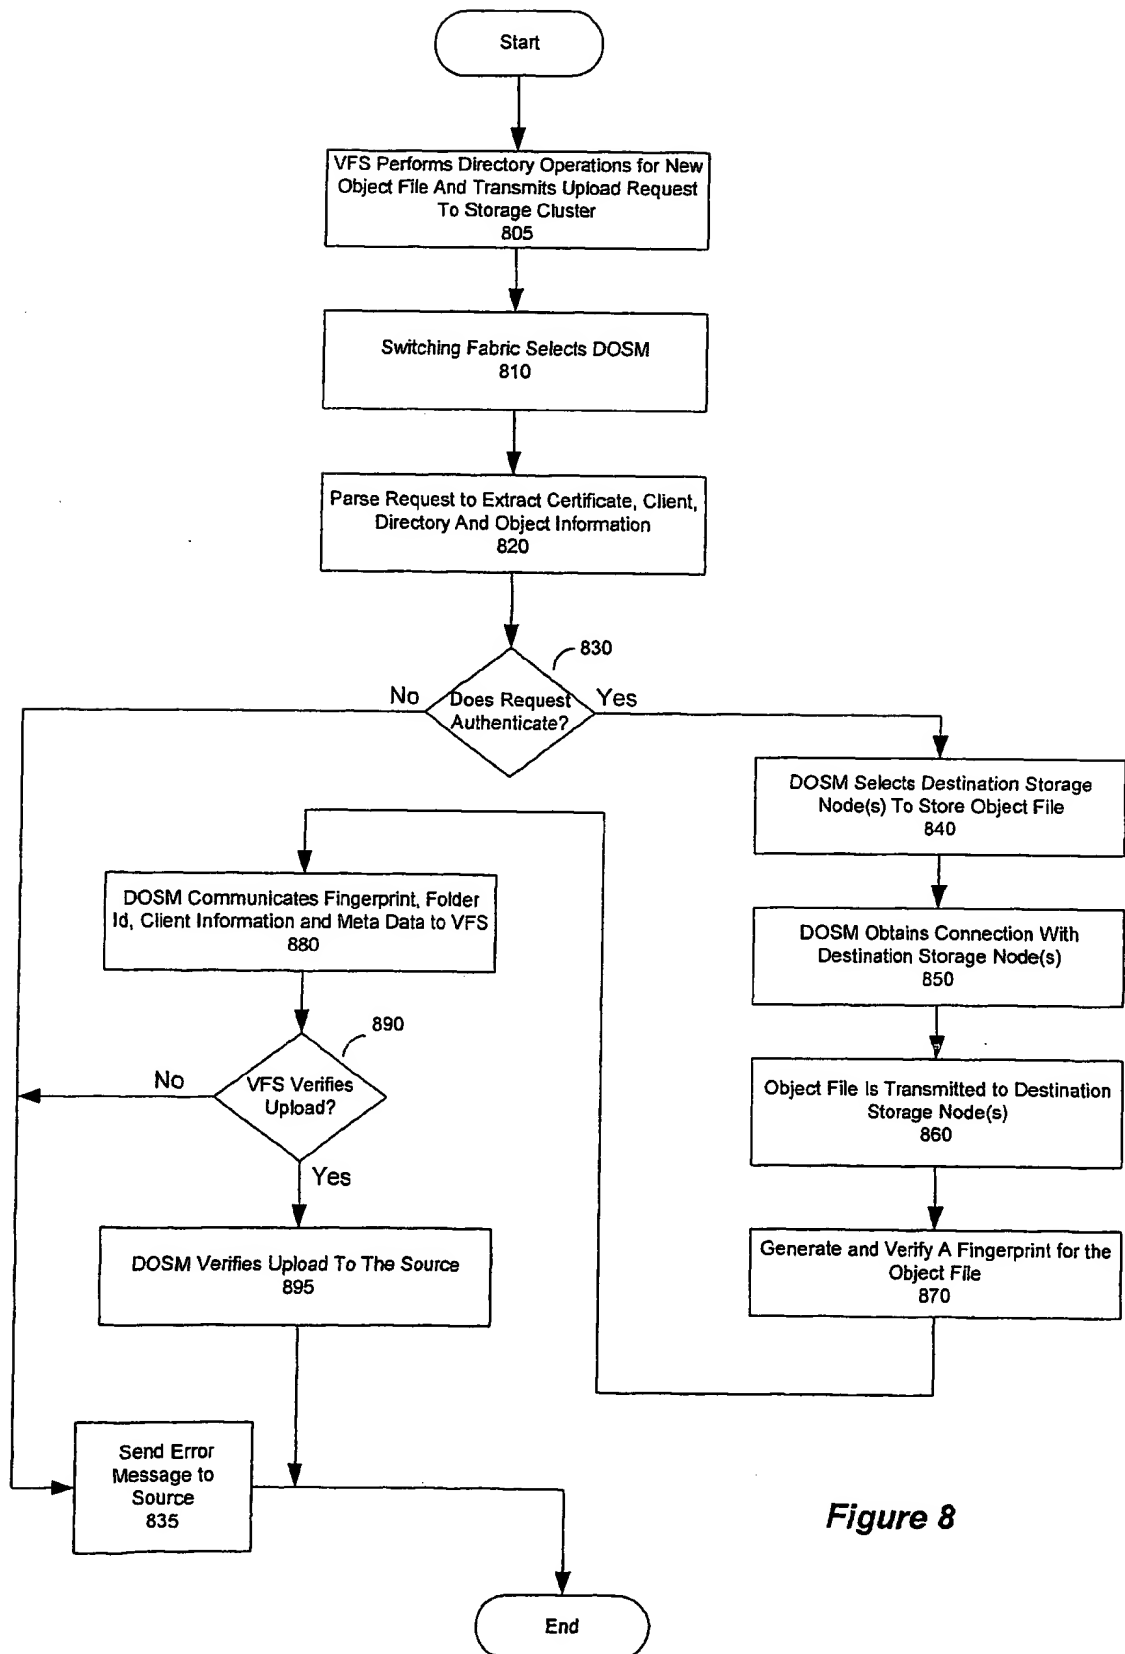 Start
VFS Performs Directory Operations for New
Object File And Transmits Upload Request
To Storage Cluster
805
Switching Fabric Selects DOSM
810
Parse Request to Extract Certificate, Client,
Directory And Object Information
820
830
No
Does Request
Authenticate?
Yes
DOSM Selects Destination Storage
Node(s) To Store Object File
840
DOSM Obtains Connection With
Destination Storage Node(s)
850
Object File Is Transmitted to Destination
Storage Node(s)
860
Generate and Verify A Fingerprint for the
Object File
870
DOSM Communicates Fingerprint, Folder
Id, Client Information and Meta Data to VFS
880
890
No
VFS Verifies
Upload?
Yes
DOSM Verifies Upload To The Source
895
Send Error
Message to
Source
835
End
Figure 8